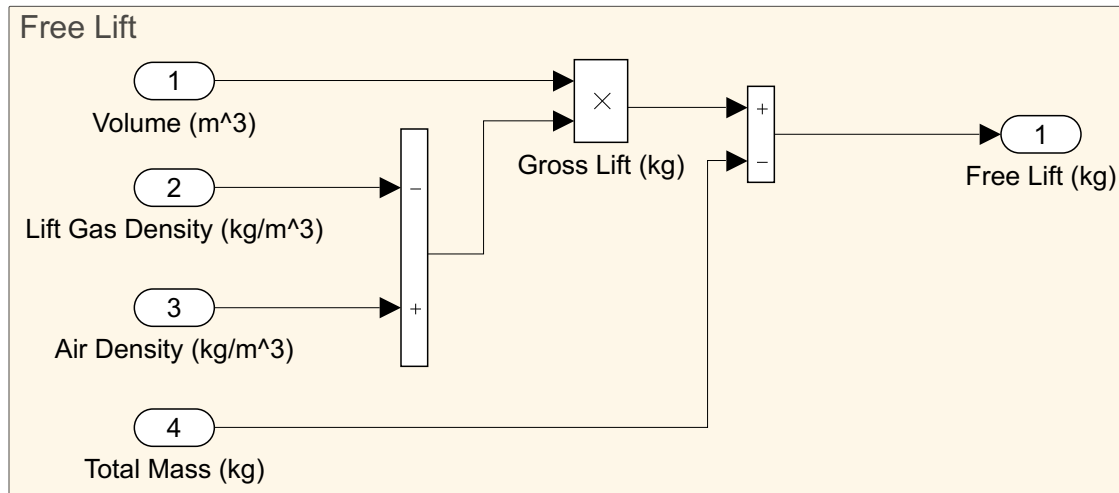 Free Lift
1
Volume (m^3)
×
Gross Lift (kg)
+
−
1
Free Lift (kg)
2
Lift Gas Density (kg/m^3)
−
+
3
Air Density (kg/m^3)
4
Total Mass (kg)